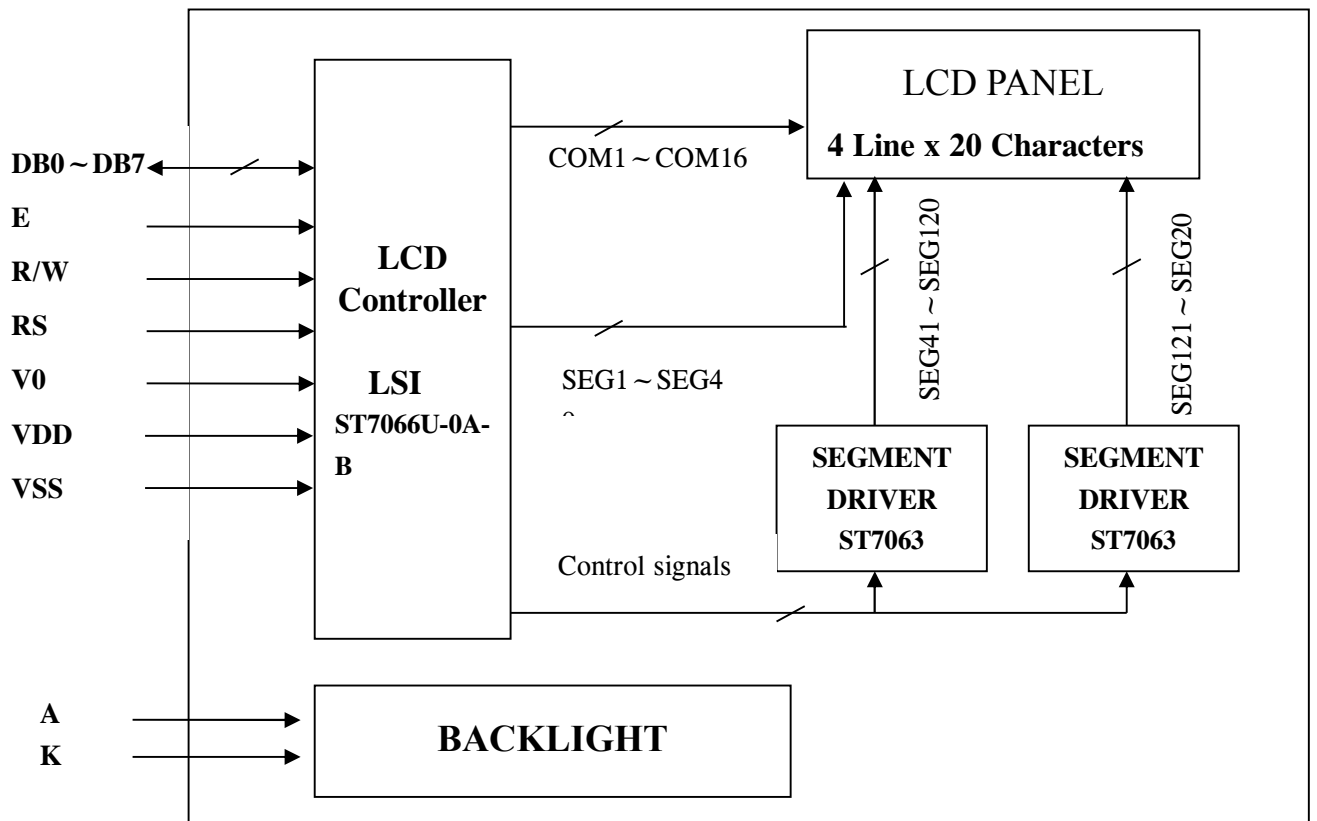 LCD PANEL
4 Line x 20 Characters
DB0~DB7
E
R/W
RS
V0
VDD
VSS
LCD
Controller
LSI
ST7066U-0A-
B
COM1~COM16
SEG1~SEG4
SEG41~SEG120
SEG121~SEG20
SEGMENT
DRIVER
ST7063
SEGMENT
DRIVER
ST7063
Control signals
A
K
BACKLIGHT